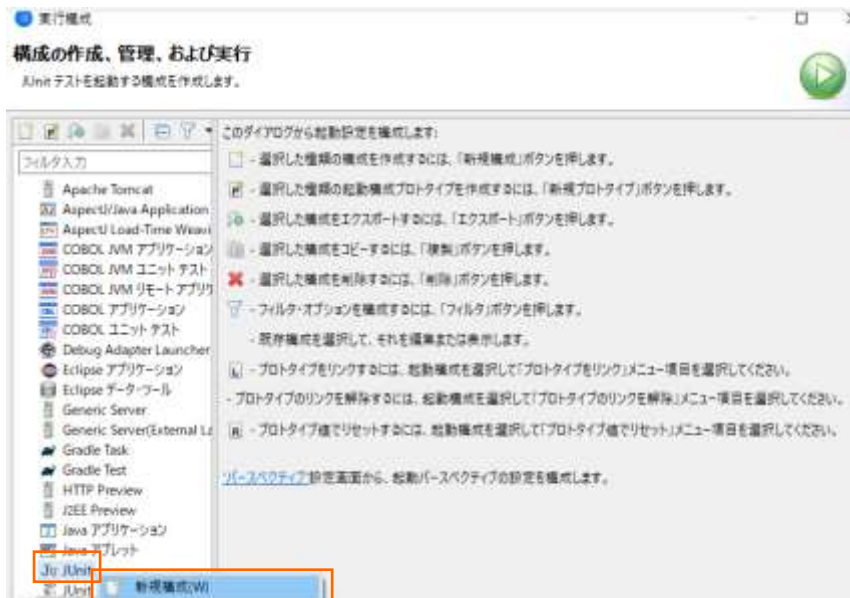 実行構成
構成の作成、管理、および実行
JUnit テストを起動する構成を作成します。
フィルタ入力
Apache Tomcat
AspectJ/Java Application
AspectJ Load-Time Weavi
COBOL JVM アプリケーション
COBOL JVM ユニット テスト
COBOL JVM リモート アプリケ
COBOL アプリケーション
COBOL ユニット テスト
Debug Adapter Launcher
Eclipse アプリケーション
Eclipse データ・ツール
Generic Server
Generic Server(External La
Gradle Task
Gradle Test
HTTP Preview
J2EE Preview
Java アプリケーション
Java アプレット
Ju JUnit
JUnit
新規構成(W)
このダイアログから起動設定を構成します:
- 選択した種類の構成を作成するには、「新規構成」ボタンを押します。
- 選択した種類の起動構成プロトタイプを作成するには、「新規プロトタイプ」ボタンを押します。
- 選択した構成をエクスポートするには、「エクスポート」ボタンを押します。
- 選択した構成をコピーするには、「複製」ボタンを押します。
- 選択した構成を削除するには、「削除」ボタンを押します。
- フィルタ・オプションを構成するには、「フィルタ」ボタンを押します。
- 既存構成を選択して、それを編集または表示します。
- プロトタイプをリンクするには、起動構成を選択して「プロトタイプをリンク」メニュー項目を選択してください。
- プロトタイプのリンクを解除するには、起動構成を選択して「プロトタイプのリンクを解除」メニュー項目を選択してください。
- プロトタイプ値でリセットするには、起動構成を選択して「プロトタイプ値でリセット」メニュー項目を選択してください。
パースペクティブ設定画面から、起動パースペクティブの設定を構成します。